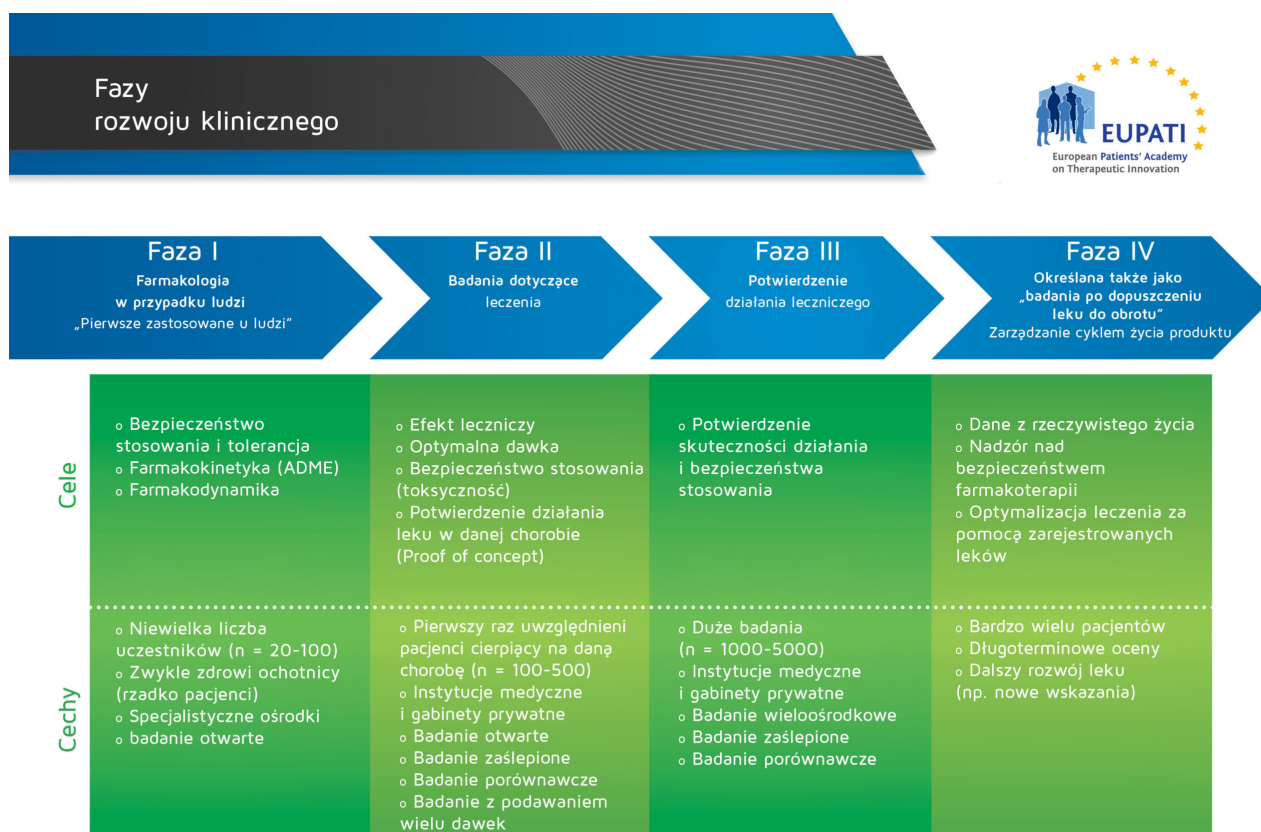 Fazy
rozwoju klinicznego
EUPATI
European Patients' Academy
on Therapeutic Innovation
Faza I
Farmakologia
w przypadku ludzi
„Pierwsze zastosowane u ludzi”
Faza II
Badania dotyczące
leczenia
Faza III
Potwierdzenie
działania leczniczego
Faza IV
Określana także jako
„badania po dopuszczeniu
leku do obrotu”
Zarządzanie cyklem życia produktu
Cele
o Bezpieczeństwo
stosowania i tolerancja
o Farmakokinetyka (ADME)
o Farmakodynamika
o Efekt leczniczy
o Optymalna dawka
o Bezpieczeństwo stosowania
(toksyczność)
o Potwierdzenie działania
leku w danej chorobie
(Proof of concept)
o Potwierdzenie
skuteczności działania
i bezpieczeństwa
stosowania
o Dane z rzeczywistego życia
o Nadzór nad
bezpieczeństwem
farmakoterapii
o Optymalizacja leczenia za
pomocą zarejestrowanych
leków
Cechy
o Niewielka liczba
uczestników (n = 20-100)
o Zwykle zdrowi ochotnicy
(rzadko pacjenci)
o Specjalistyczne ośrodki
o badanie otwarte
o Pierwszy raz uwzględnieni
pacjenci cierpiący na daną
chorobę (n = 100-500)
o Instytucje medyczne
i gabinety prywatne
o Badanie otwarte
o Badanie zaślepione
o Badanie porównawcze
o Badanie z podawaniem
wielu dawek
o Duże badania
(n = 1000-5000)
o Instytucje medyczne
i gabinety prywatne
o Badanie wieloośrodkowe
o Badanie zaślepione
o Badanie porównawcze
o Bardzo wielu pacjentów
o Długoterminowe oceny
o Dalszy rozwój leku
(np. nowe wskazania)